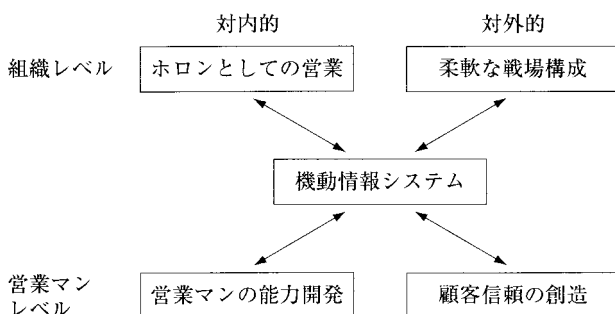 対内的 対外的
組織レベル ホロンとしての営業 柔軟な戦場構成
機動情報システム
営業マン
レベル 営業マンの能力開発 顧客信頼の創造